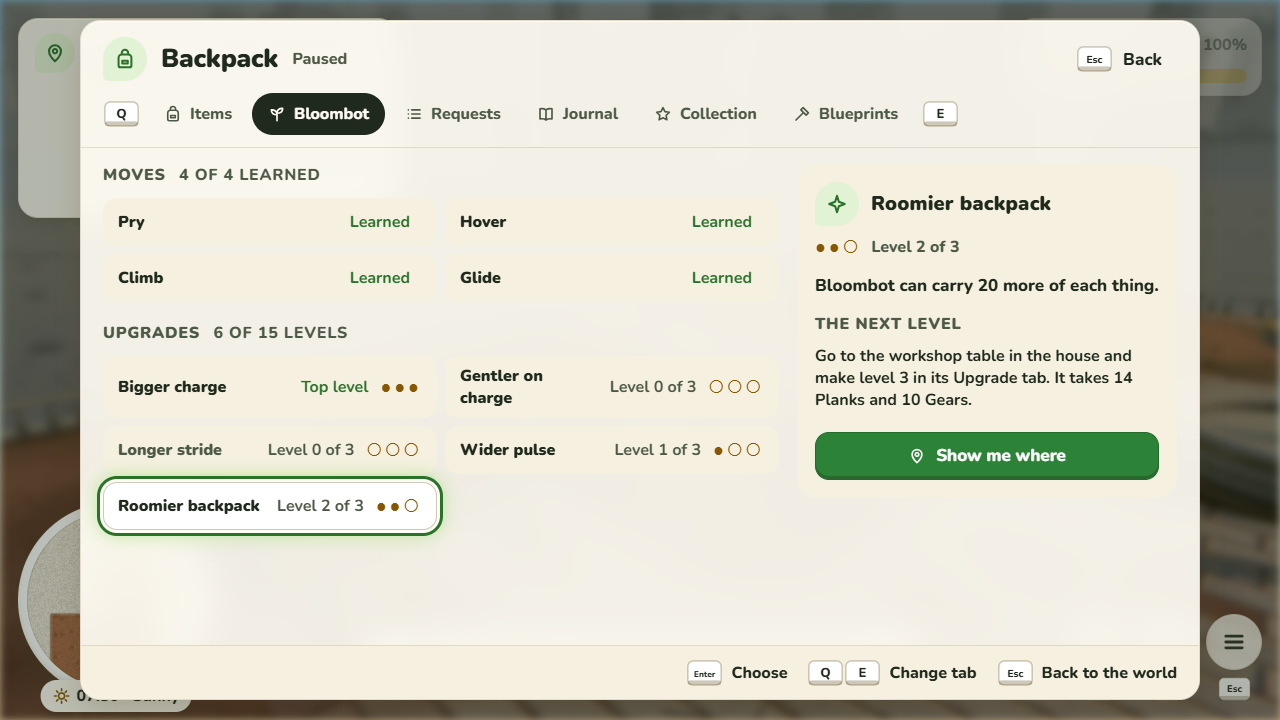 Backpack Paused
Esc Back
100%
Q Items Bloombot Requests Journal Collection Blueprints E
MOVES 4 OF 4 LEARNED
Pry Learned
Hover Learned
Climb Learned
Glide Learned
UPGRADES 6 OF 15 LEVELS
Bigger charge Top level
Gentler on
charge
Level 0 of 3
Longer stride Level 0 of 3
Wider pulse Level 1 of 3
Roomier backpack Level 2 of 3
Roomier backpack
Level 2 of 3
Bloombot can carry 20 more of each thing.
THE NEXT LEVEL
Go to the workshop table in the house and
make level 3 in its Upgrade tab. It takes 14
Planks and 10 Gears.
Show me where
Enter Choose Q E Change tab Esc Back to the world
Esc